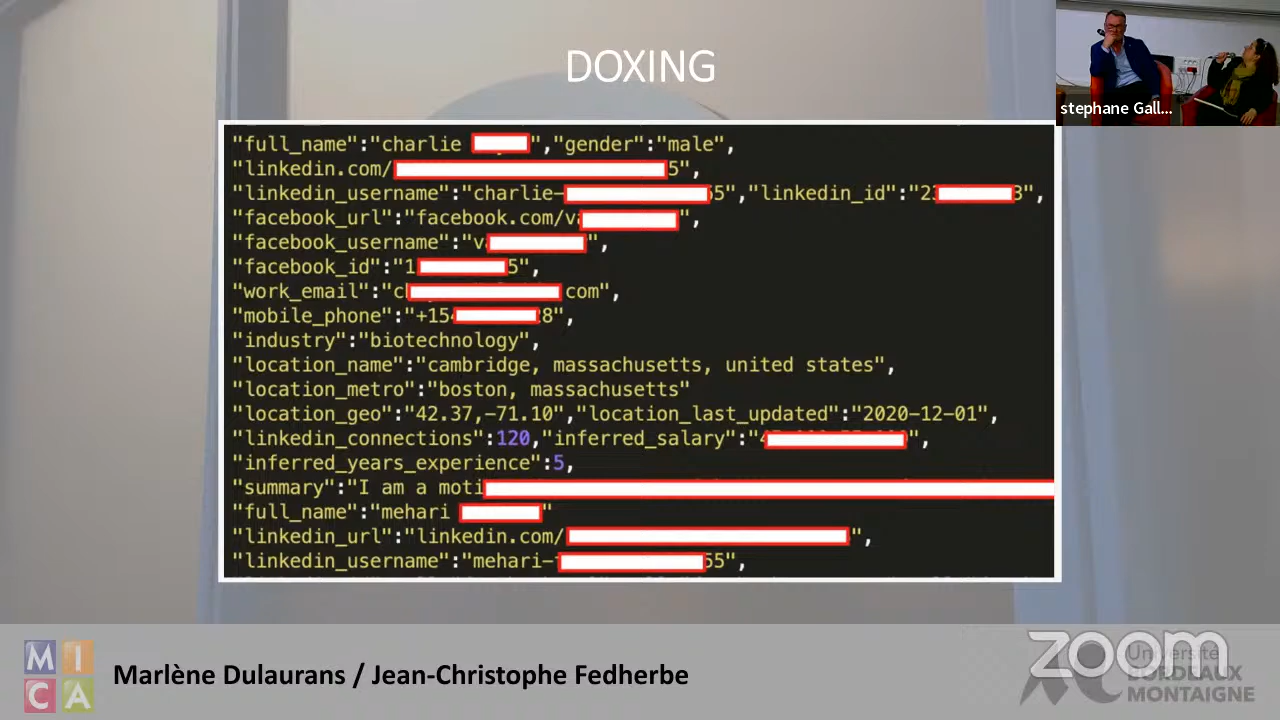 DOXING
stephane Gall...
"full_name":"charlie ","gender":"male",
"linkedin.com/ 5",
"linkedin_username":"charlie- 5","linkedin_id":"2 3",
"facebook_url":"facebook.com/v ",
"facebook_username":"v ",
"facebook_id":"1 5",
"work_email":"c com",
"mobile_phone":"+15 8",
"industry":"biotechnology",
"location_name":"cambridge, massachusetts, united states",
"location_metro":"boston, massachusetts"
"location_geo":"42.37,-71.10","location_last_updated":"2020-12-01",
"linkedin_connections":120,"inferred_salary":" ",
"inferred_years_experience":5,
"summary":"I am a moti
"full_name":"mehari "
"linkedin_url":"linkedin.com/ ",
"linkedin_username":"mehari- 55",
MICA
Marlène Dulaurans / Jean-Christophe Fedherbe
zoom
Université
BORDEAUX
MONTAIGNE